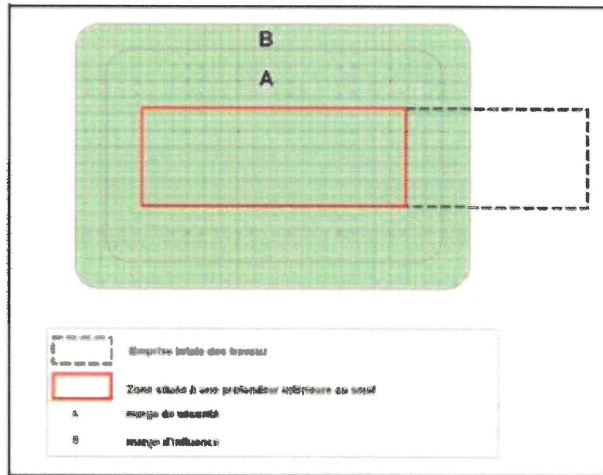 B
A
Emprise totale des travaux
Zone située à une profondeur inférieure au seuil
A marge de sécurité
B marge d'influence